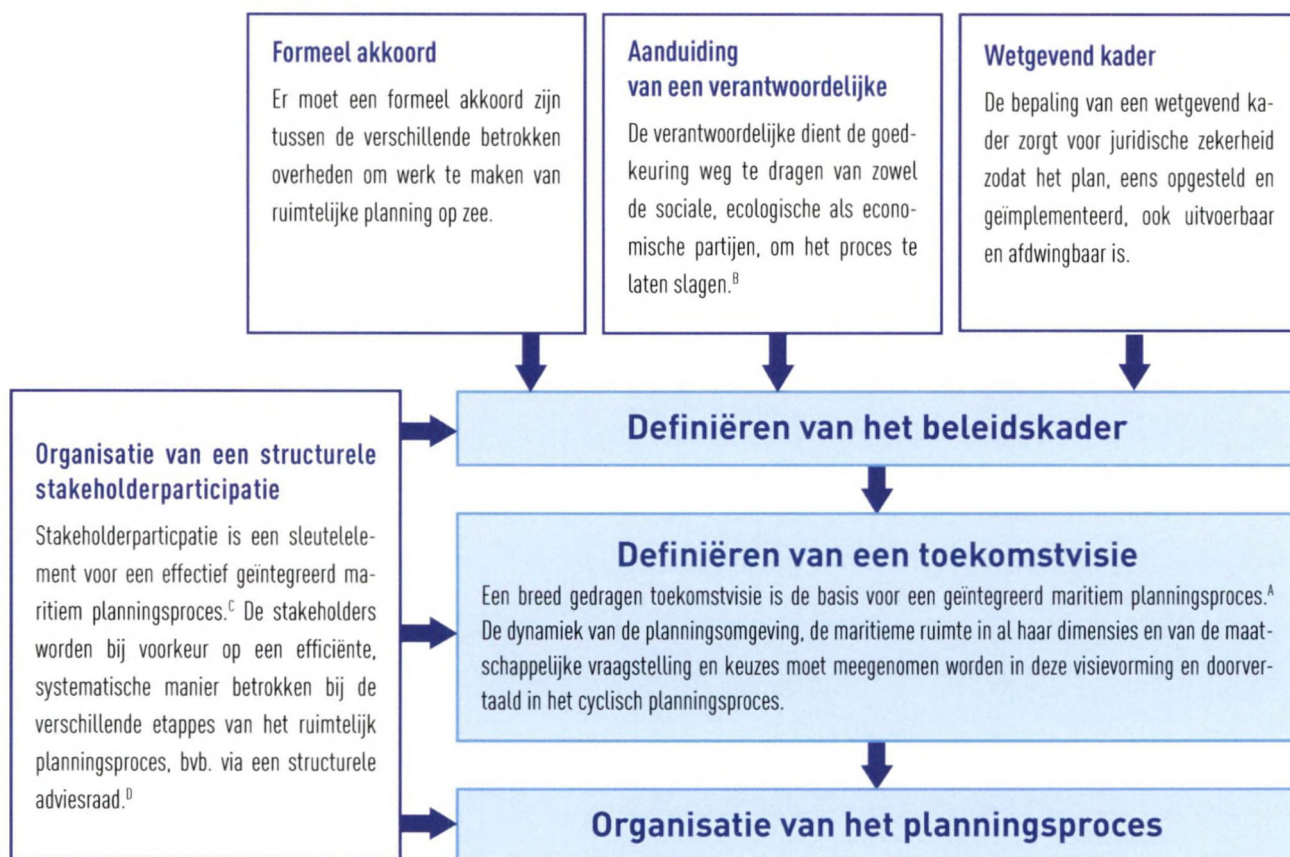 Formeel akkoord
Er moet een formeel akkoord zijn
tussen de verschillende betrokken
overheden om werk te maken van
ruimtelijke planning op zee.
Aanduiding
van een verantwoordelijke
De verantwoordelijke dient de goed-
keuring weg te dragen van zowel
de sociale, ecologische als econo-
mische partijen, om het proces te
laten slagen.ᴮ
Wetgevend kader
De bepaling van een wetgevend ka-
der zorgt voor juridische zekerheid
zodat het plan, eens opgesteld en
geïmplementeerd, ook uitvoerbaar
en afdwingbaar is.
Organisatie van een structurele
stakeholderparticipatie
Stakeholderparticpatie is een sleutelele-
ment voor een effectief geïntegreerd ma-
ritiem planningsproces.ᶜ De stakeholders
worden bij voorkeur op een efficiënte,
systematische manier betrokken bij de
verschillende etappes van het ruimtelijk
planningsproces, bvb. via een structurele
adviesraad.ᴰ
Definiëren van het beleidskader
Definiëren van een toekomstvisie
Een breed gedragen toekomstvisie is de basis voor een geïntegreerd maritiem planningsproces.ᴬ
De dynamiek van de planningsomgeving, de maritieme ruimte in al haar dimensies en van de maat-
schappelijke vraagstelling en keuzes moet meegenomen worden in deze visievorming en doorver-
taald in het cyclisch planningsproces.
Organisatie van het planningsproces